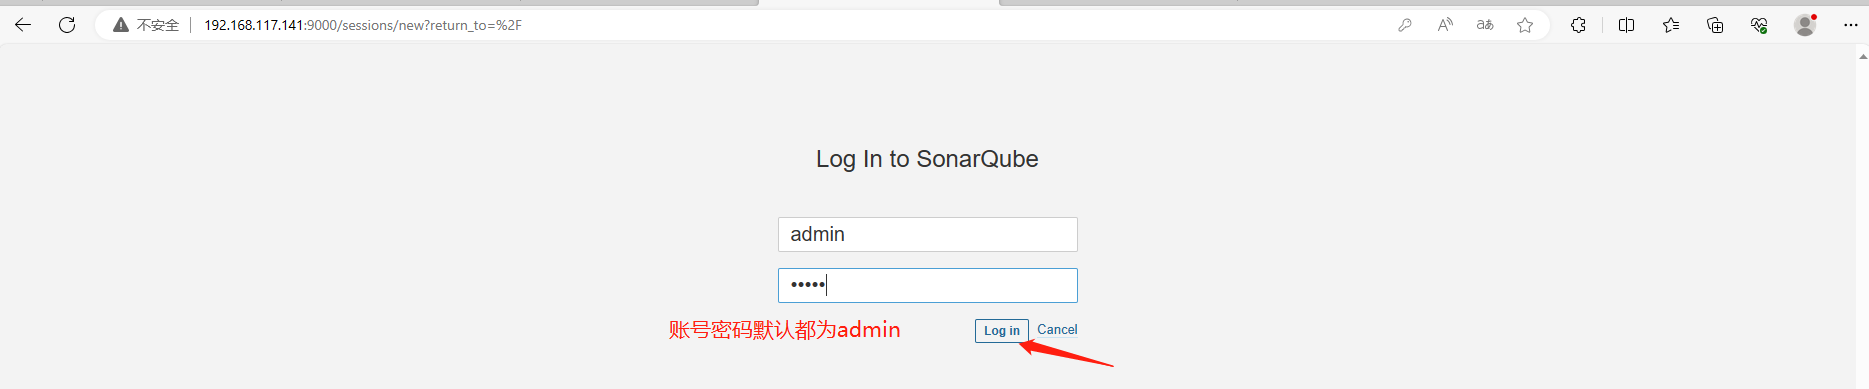 不安全 192.168.117.141:9000/sessions/new?return_to=%2F
Log In to SonarQube
admin
•••••
账号密码默认都为admin Log in Cancel